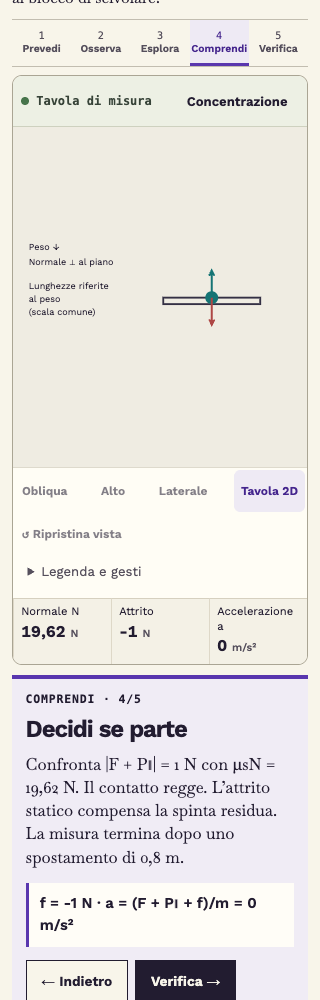 al blocco di scivolare.
1
Prevedi
2
Osserva
3
Esplora
4
Comprendi
5
Verifica
Tavola di misura
Concentrazione
Peso ↓
Normale ⊥ al piano
Lunghezze riferite
al peso
(scala comune)
Obliqua
Alto
Laterale
Tavola 2D
↺ Ripristina vista
▶ Legenda e gesti
Normale N
19,62 N
Attrito
-1 N
Accelerazione
a
0 m/s²
COMPRENDI · 4/5
Decidi se parte
Confronta |F + P∥| = 1 N con μsN =
19,62 N. Il contatto regge. L'attrito
statico compensa la spinta residua.
La misura termina dopo uno
spostamento di 0,8 m.
f = -1 N · a = (F + P∥ + f)/m = 0
m/s²
← Indietro
Verifica →